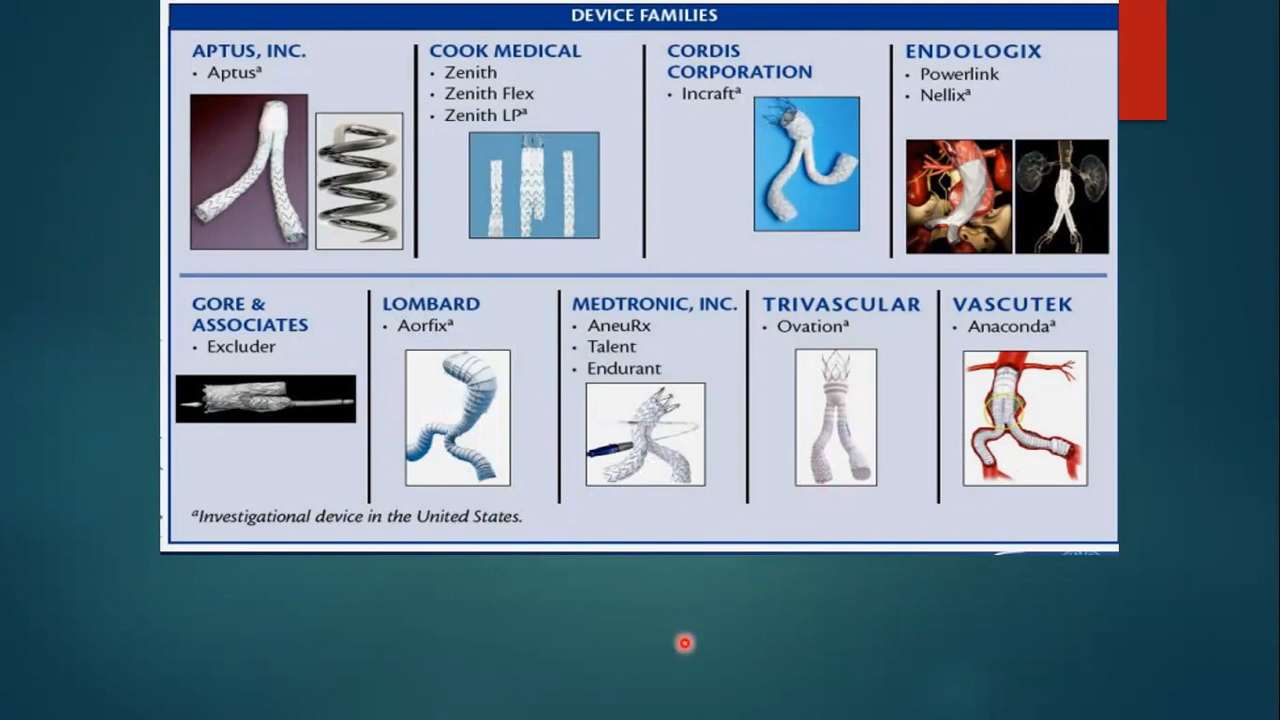 DEVICE FAMILIES
APTUS, INC.
• Aptusª
COOK MEDICAL
• Zenith
• Zenith Flex
• Zenith LPª
CORDIS
CORPORATION
• Incraftª
ENDOLOGIX
• Powerlink
• Nellixª
GORE &
ASSOCIATES
• Excluder
LOMBARD
• Aorfixª
MEDTRONIC, INC.
• AneuRx
• Talent
• Endurant
TRIVASCULAR
• Ovationª
VASCUTEK
• Anacondaª
ªInvestigational device in the United States.